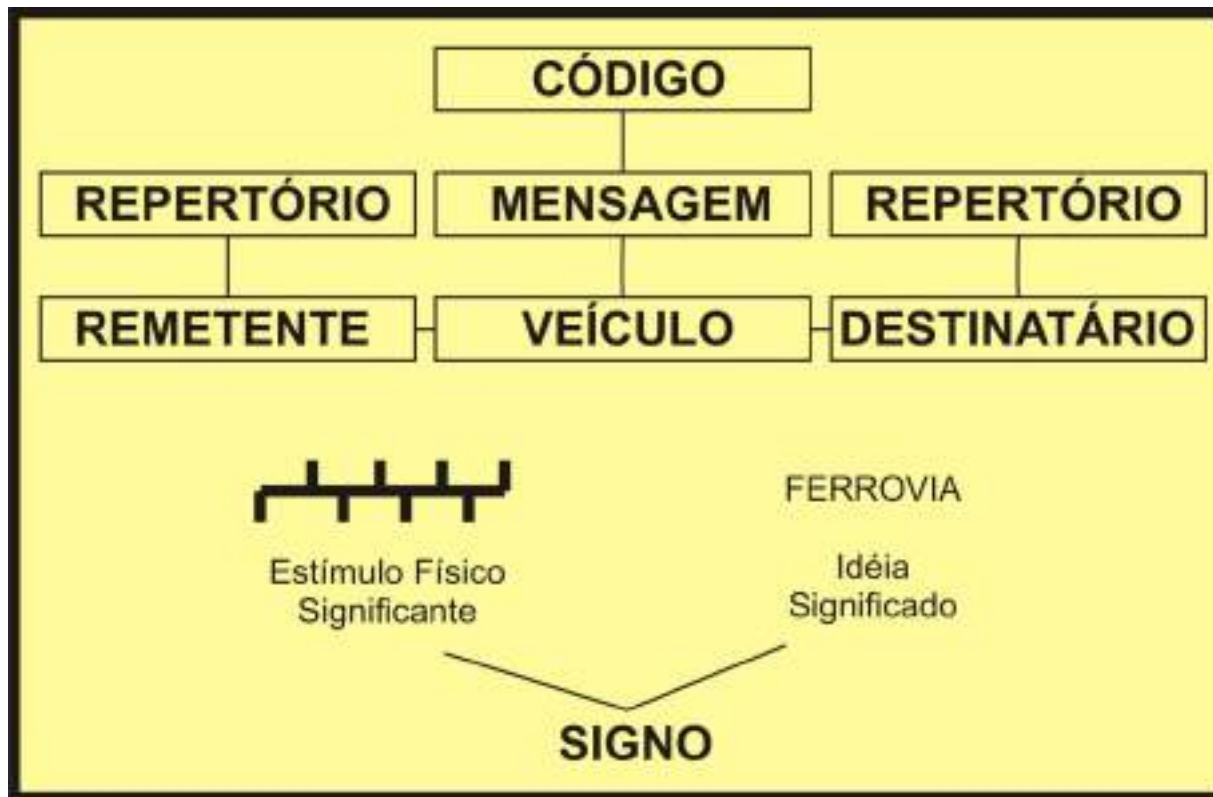 CÓDIGO
REPERTÓRIO
MENSAGEM
REPERTÓRIO
REMETENTE
VEÍCULO
DESTINATÁRIO
FERROVIA
Estímulo Físico
Significante
Idéia
Significado
SIGNO